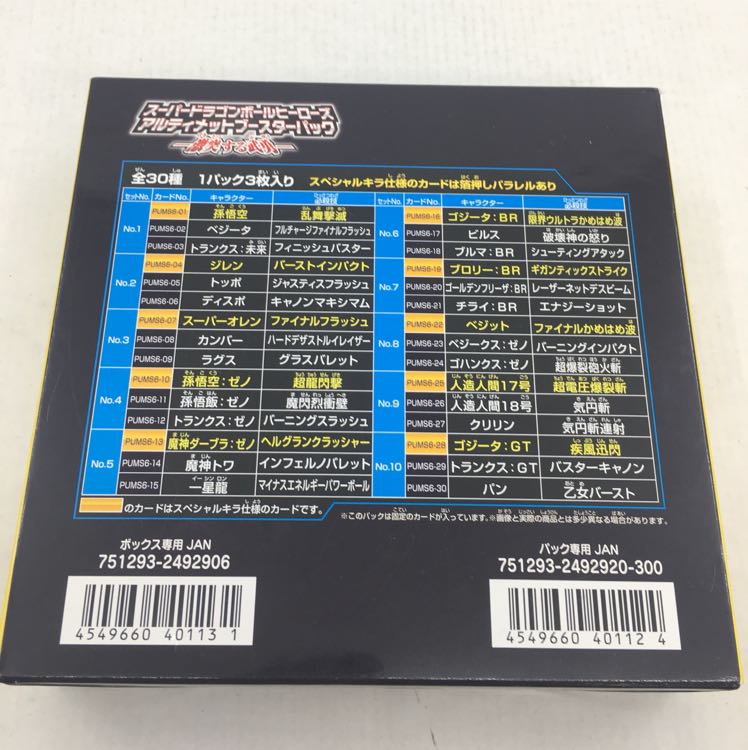 スーパードラゴンボールヒーローズ
アルティメットブースターパック
激突する武勇
全30種 1パック3枚入り スペシャルキラ仕様のカードは箔押しパラレルあり
セットNo. カードNo. キャラクター 必殺技
No.1 PUMS6-01 孫悟空 乱舞撃滅
PUMS6-02 ベジータ フルチャージファイナルフラッシュ
PUMS6-03 トランクス:未来 フィニッシュバスター
No.2 PUMS6-04 ジレン バーストインパクト
PUMS6-05 トッポ ジャスティスフラッシュ
PUMS6-06 ディスポ キャノンマキシマム
No.3 PUMS6-07 スーパーオレン ファイナルフラッシュ
PUMS6-08 カンバー ハードデザストルイレイザー
PUMS6-09 ラグス グラスバレット
No.4 PUMS6-10 孫悟空:ゼノ 超龍閃撃
PUMS6-11 孫悟飯:ゼノ 魔閃烈衝壁
PUMS6-12 トランクス:ゼノ バーニングスラッシュ
No.5 PUMS6-13 魔神ダーブラ:ゼノ ヘルグランクラッシャー
PUMS6-14 魔神トワ インフェルノバレット
PUMS6-15 一星龍 マイナスエネルギーパワーボール
セットNo. カードNo. キャラクター 必殺技
No.6 PUMS6-16 ゴジータ:BR 限界ウルトラかめはめ波
PUMS6-17 ビルス 破壊神の怒り
PUMS6-18 ブルマ:BR シューティングアタック
No.7 PUMS6-19 ブロリー:BR ギガンティックストライク
PUMS6-20 ゴールデンフリーザ:BR レーザーネットデスビーム
PUMS6-21 チライ:BR エナジーショット
No.8 PUMS6-22 ベジット ファイナルかめはめ波
PUMS6-23 ベジークス:ゼノ バーニングインパクト
PUMS6-24 ゴハンクス:ゼノ 超爆裂砲火斬
No.9 PUMS6-25 人造人間17号 超電圧爆裂斬
PUMS6-26 人造人間18号 気円斬
PUMS6-27 クリリン 気円斬連射
No.10 PUMS6-28 ゴジータ:GT 疾風迅閃
PUMS6-29 トランクス:GT バスターキャノン
PUMS6-30 パン 乙女バースト
のカードはスペシャルキラ仕様のカードです。
※このパックは固定のカードが入っています。※画像と実際の商品とは多少異なる場合があります。
ボックス専用 JAN
751293-2492906
4549660 40113 1
パック専用 JAN
751293-2492920-300
4549660 40112 4